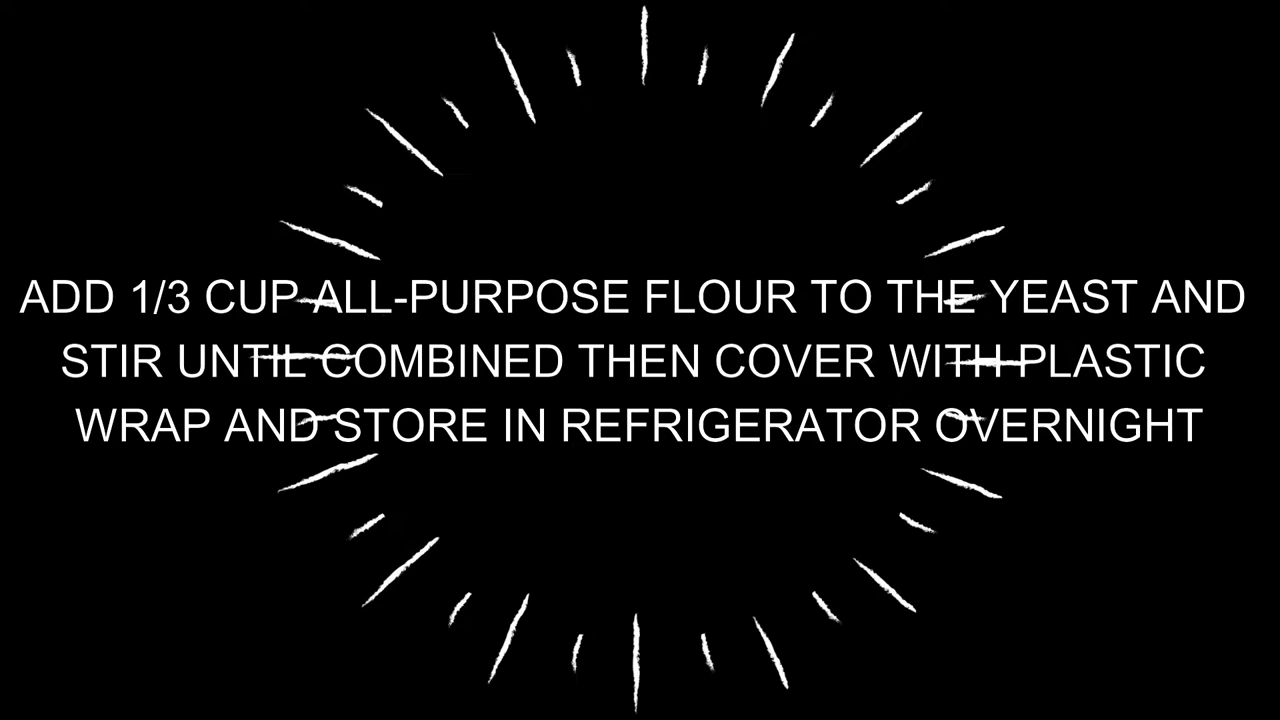 ADD 1/3 CUP ALL-PURPOSE FLOUR TO THE YEAST AND
STIR UNTIL COMBINED THEN COVER WITH PLASTIC
WRAP AND STORE IN REFRIGERATOR OVERNIGHT